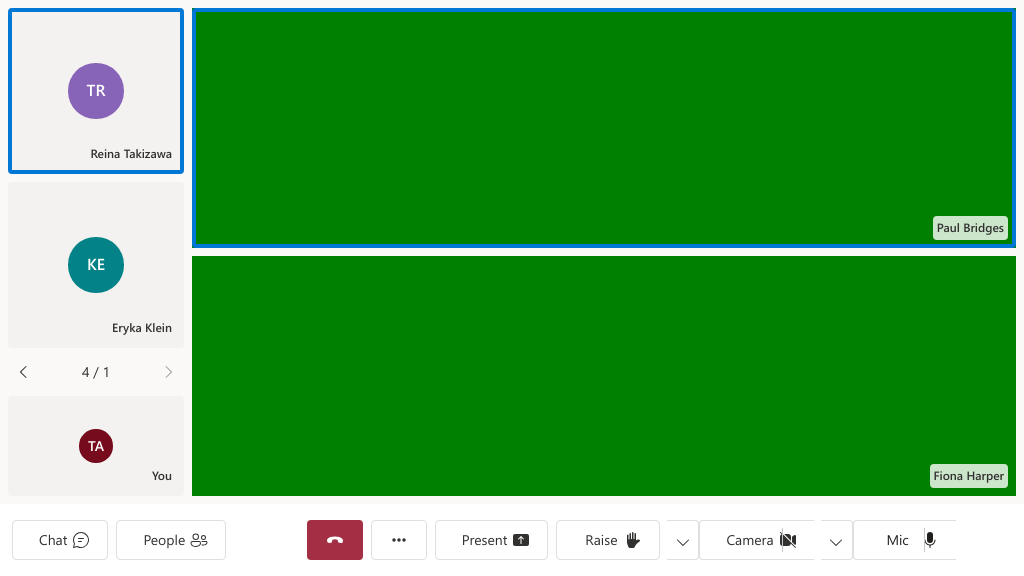 TR
Reina Takizawa
KE
Eryka Klein
4 / 1
TA
You
Paul Bridges
Fiona Harper
Chat People Present Raise Camera Mic